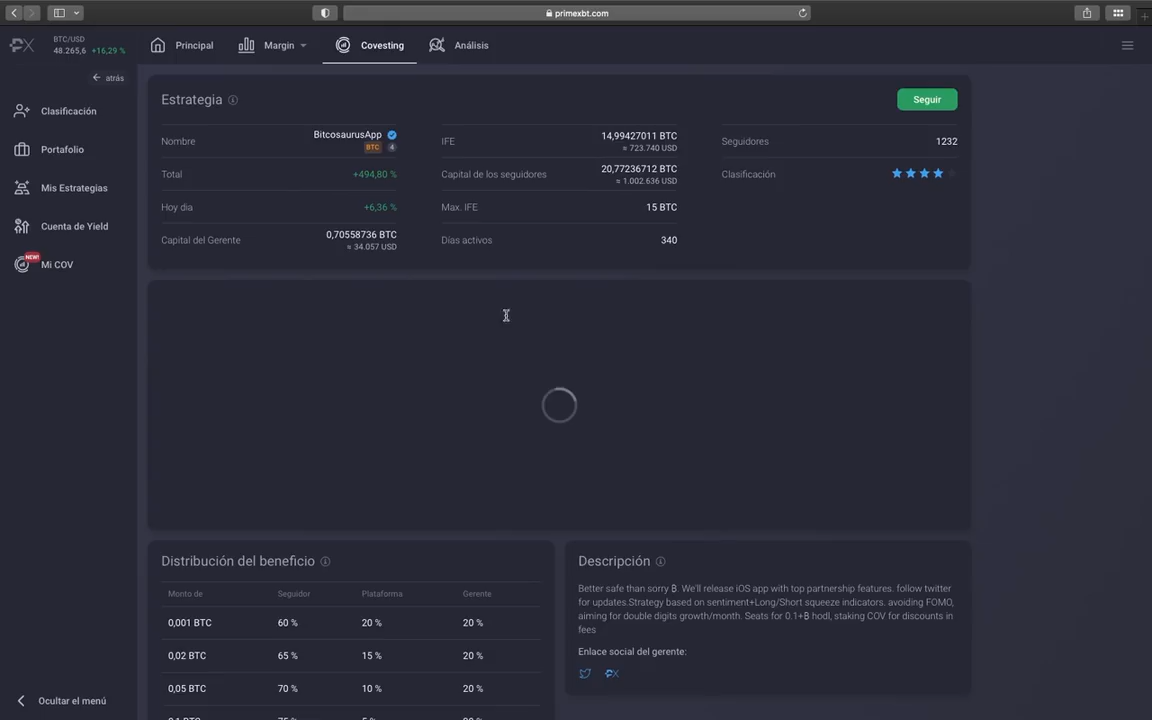 primexbt.com
BTC/USD
48.265,6 +16,29 %
Principal
Margin
Covesting
Análisis
atrás
Clasificación
Portafolio
Mis Estrategias
Cuenta de Yield
NEW!
Mi COV
Ocultar el menú
Estrategia
Seguir
Nombre
BitcosaurusApp
BTC 4
Total
+494,80 %
Hoy dia
+6,36 %
Capital del Gerente
0,70558736 BTC
≈ 34.057 USD
IFE
14,99427011 BTC
≈ 723.740 USD
Capital de los seguidores
20,77236712 BTC
≈ 1.002.636 USD
Max. IFE
15 BTC
Días activos
340
Seguidores
1232
Clasificación
Distribución del beneficio
Monto de Seguidor Plataforma Gerente
0,001 BTC 60 % 20 % 20 %
0,02 BTC 65 % 15 % 20 %
0,05 BTC 70 % 10 % 20 %
Descripción
Better safe than sorry ₿. We'll release iOS app with top partnership features. follow twitter
for updates.Strategy based on sentiment+Long/Short squeeze indicators. avoiding FOMO,
aiming for double digits growth/month. Seats for 0.1+₿ hodl, staking COV for discounts in
fees
Enlace social del gerente: